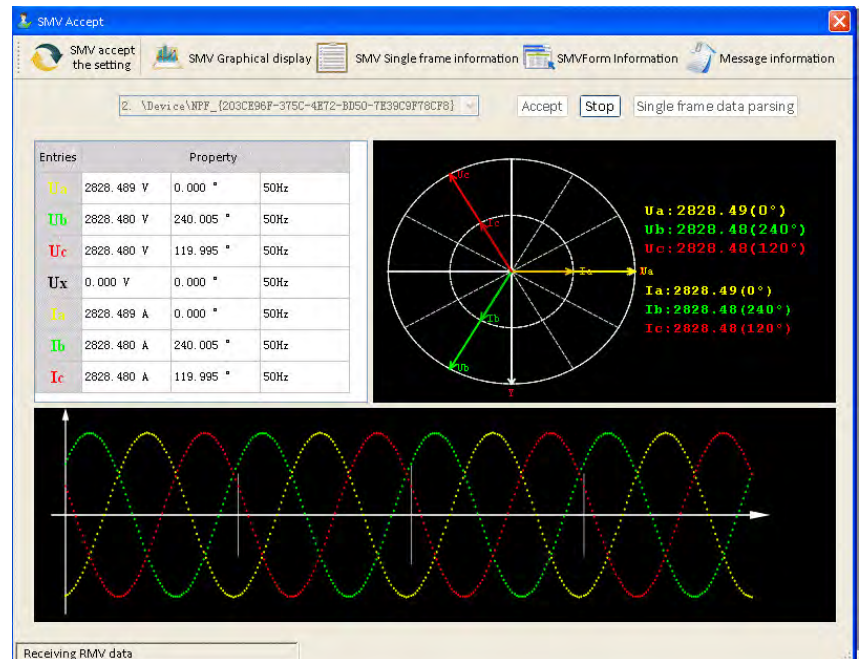 SMV Accept
SMV accept the setting
SMV Graphical display
SMV Single frame information
SMVForm Information
Message information
2. \Device\NPF_{203CE96F-375C-4E72-BD50-7E39C9F78CF8}
Accept
Stop
Single frame data parsing
Entries Property
Ua 2828.489 V 0.000 ° 50Hz
Ub 2828.480 V 240.005 ° 50Hz
Uc 2828.480 V 119.995 ° 50Hz
Ux 0.000 V 0.000 ° 50Hz
Ia 2828.489 A 0.000 ° 50Hz
Ib 2828.480 A 240.005 ° 50Hz
Ic 2828.480 A 119.995 ° 50Hz
Uc
Ic
Ia
Ua
Ib
Ub
I
Ua:2828.49(0°)
Ub:2828.48(240°)
Uc:2828.48(120°)
Ia:2828.49(0°)
Ib:2828.48(240°)
Ic:2828.48(120°)
Receiving RMV data